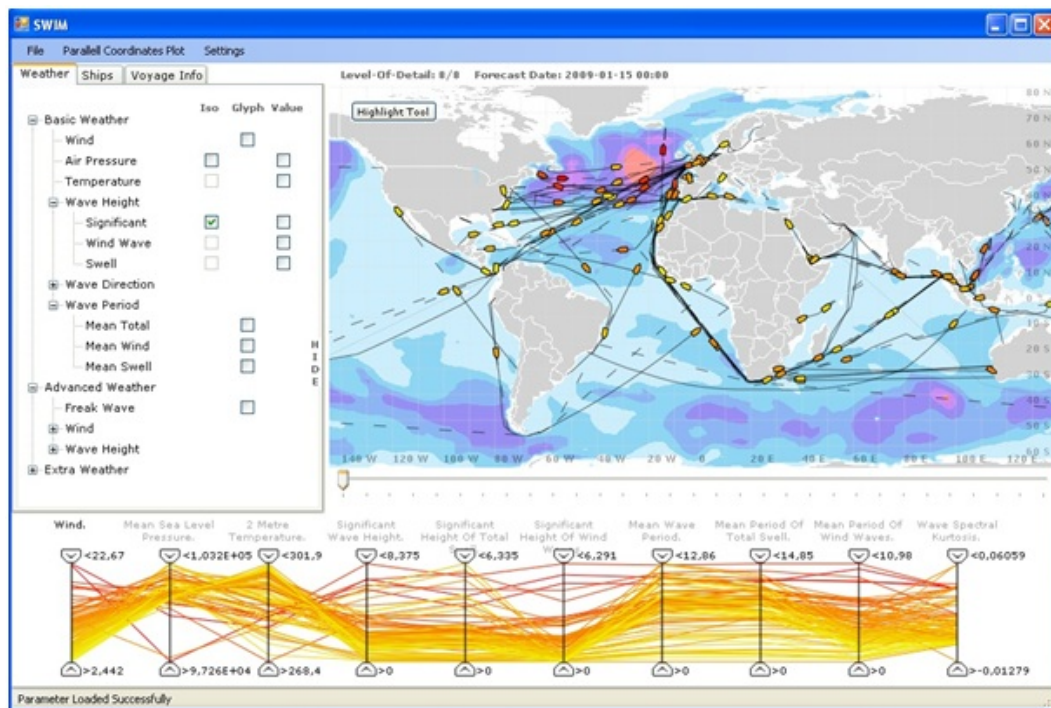 SWIM
File Parallell Coordinates Plot Settings
Weather Ships Voyage Info
Level-Of-Detail: 8/8 Forecast Date: 2009-01-15 00:00
Highlight Tool
Iso Glyph Value
Basic Weather
Wind
Air Pressure
Temperature
Wave Height
Significant
Wind Wave
Swell
Wave Direction
Wave Period
Mean Total
Mean Wind
Mean Swell
Advanced Weather
Freak Wave
Wind
Wave Height
Extra Weather
HIDE
80 N
70 N
60 N
50 N
40 N
30 N
20 N
10 N
0 N
10 S
20 S
30 S
40 S
50 S
60 S
140 W 120 W 100 W 80 W 60 W 40 W 20 W 0 20 E 40 E 60 E 80 E 100 E 120 E
Wind. Mean Sea Level 2 Metre Significant Significant Significant Mean Wave Mean Period Of Mean Period Of Wave Spectral
Pressure. Temperature. Wave Height. Height Of Total Height Of Wind Period. Total Swell. Wind Waves. Kurtosis.
<22,67 <1,032E+05 <301,9 <8,375 <6,335 <6,291 <12,86 <14,85 <10,98 <0,06059
>2,442 >9,726E+04 >268,4 >0 >0 >0 >0 >0 >0 >-0,01279
Parameter Loaded Successfully